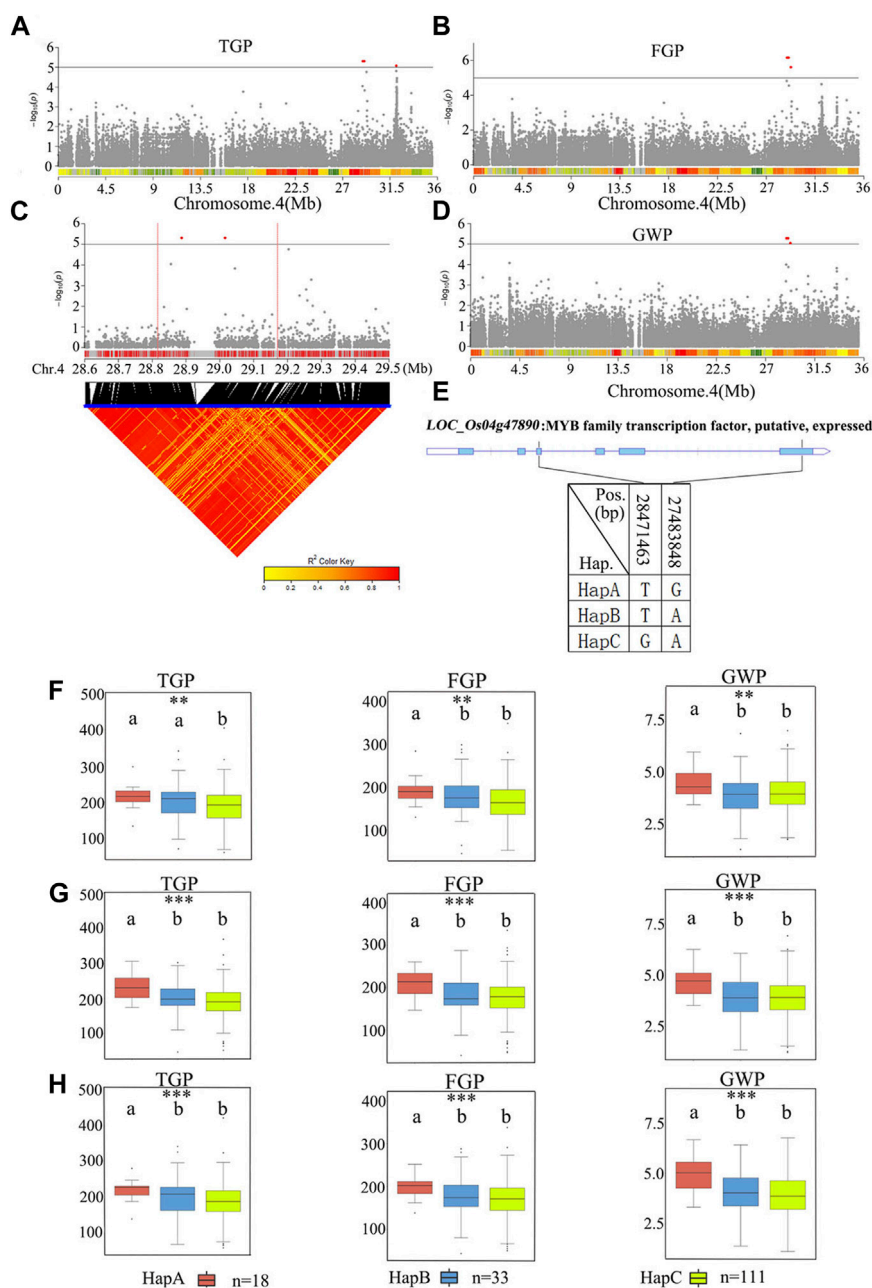 A
TGP
6
5
4
3
2
1
0
-log10(p)
0 4.5 9 13.5 18 22.5 27 31.5 36
Chromosome.4(Mb)
B
FGP
6
4
2
0
-log10(p)
0 4.5 9 13.5 18 22.5 27 31.5 36
Chromosome.4(Mb)
C
6
5
4
3
2
1
0
-log10(p)
Chr.4 28.6 28.7 28.8 28.9 29.0 29.1 29.2 29.3 29.4 29.5 (Mb)
R² Color Key
0 0.2 0.4 0.6 0.8 1
D
GWP
6
5
4
3
2
1
0
-log10(p)
0 4.5 9 13.5 18 22.5 27 31.5 36
Chromosome.4(Mb)
E
LOC_Os04g47890:MYB family transcription factor, putative, expressed
Pos. (bp) 28471463 27483848
Hap.
HapA T G
HapB T A
HapC G A
F
TGP
500
400
300
200
100
**
a a b
FGP
400
300
200
100
**
a b b
GWP
7.5
5.0
2.5
**
a b b
G
TGP
500
400
300
200
100
***
a b b
FGP
400
300
200
100
***
a b b
GWP
7.5
5.0
2.5
***
a b b
H
TGP
500
400
300
200
100
***
a b b
FGP
400
300
200
100
***
a b b
GWP
7.5
5.0
2.5
***
a b b
HapA n=18 HapB n=33 HapC n=111